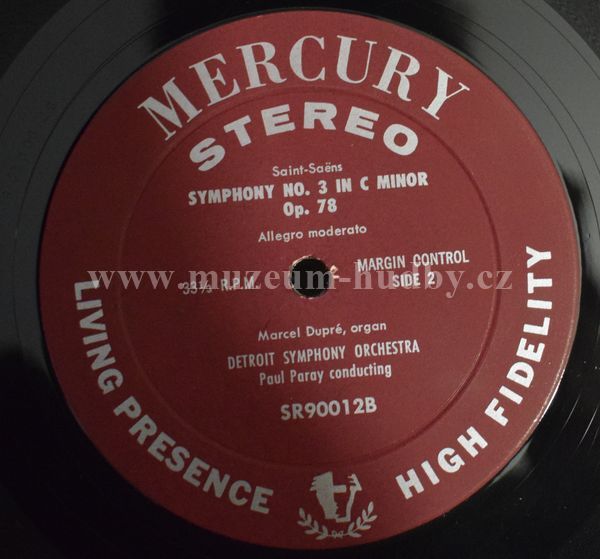 MERCURY
STEREO
Saint-Saëns
SYMPHONY NO. 3 IN C MINOR
Op. 78
Allegro moderato
MARGIN CONTROL
33⅓ R.P.M. SIDE 2
www.muzeum-hudby.cz
Marcel Dupré, organ
DETROIT SYMPHONY ORCHESTRA
Paul Paray conducting
SR90012B
LIVING PRESENCE
HIGH FIDELITY